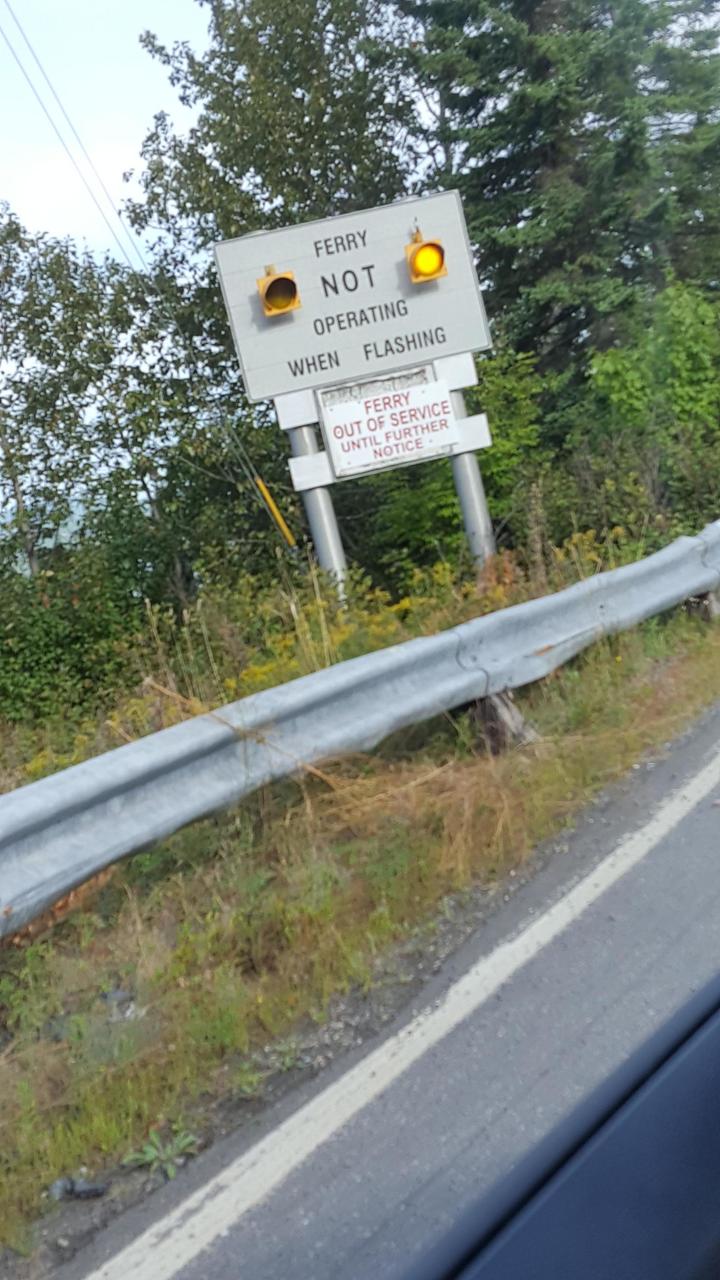 FERRY
NOT
OPERATING
WHEN FLASHING
FERRY
OUT OF SERVICE
UNTIL FURTHER
NOTICE